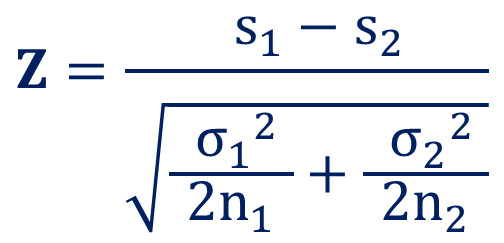 Z = (s₁ − s₂) / √(σ₁²/2n₁ + σ₂²/2n₂)